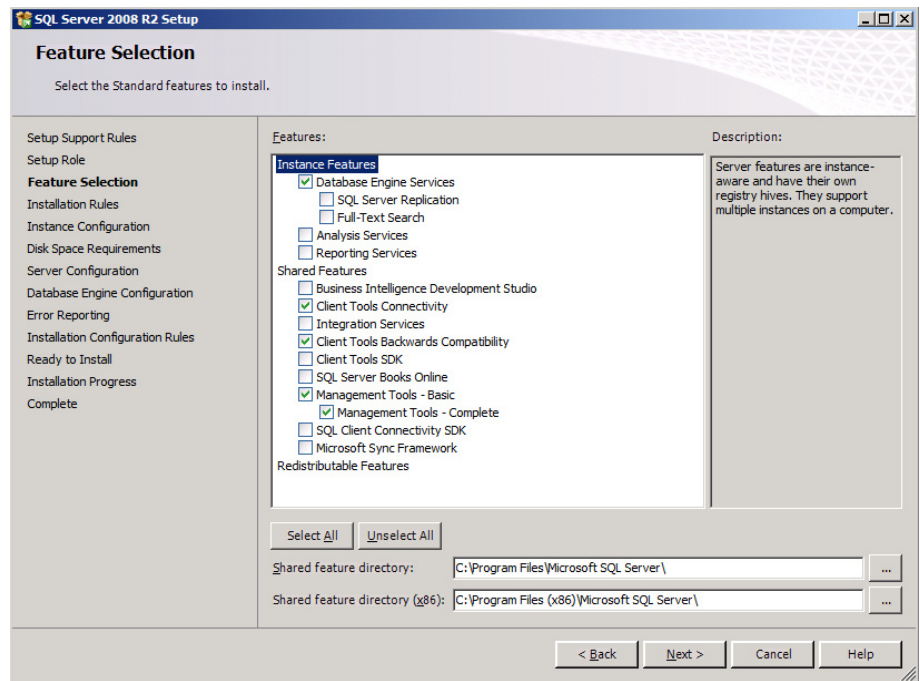 SQL Server 2008 R2 Setup
Feature Selection
Select the Standard features to install.
Setup Support Rules
Setup Role
Feature Selection
Installation Rules
Instance Configuration
Disk Space Requirements
Server Configuration
Database Engine Configuration
Error Reporting
Installation Configuration Rules
Ready to Install
Installation Progress
Complete
Features:
Instance Features
Database Engine Services
SQL Server Replication
Full-Text Search
Analysis Services
Reporting Services
Shared Features
Business Intelligence Development Studio
Client Tools Connectivity
Integration Services
Client Tools Backwards Compatibility
Client Tools SDK
SQL Server Books Online
Management Tools - Basic
Management Tools - Complete
SQL Client Connectivity SDK
Microsoft Sync Framework
Redistributable Features
Description:
Server features are instance-
aware and have their own
registry hives. They support
multiple instances on a computer.
Select All
Unselect All
Shared feature directory:
C:\Program Files\Microsoft SQL Server\
...
Shared feature directory (x86):
C:\Program Files (x86)\Microsoft SQL Server\
...
< Back
Next >
Cancel
Help